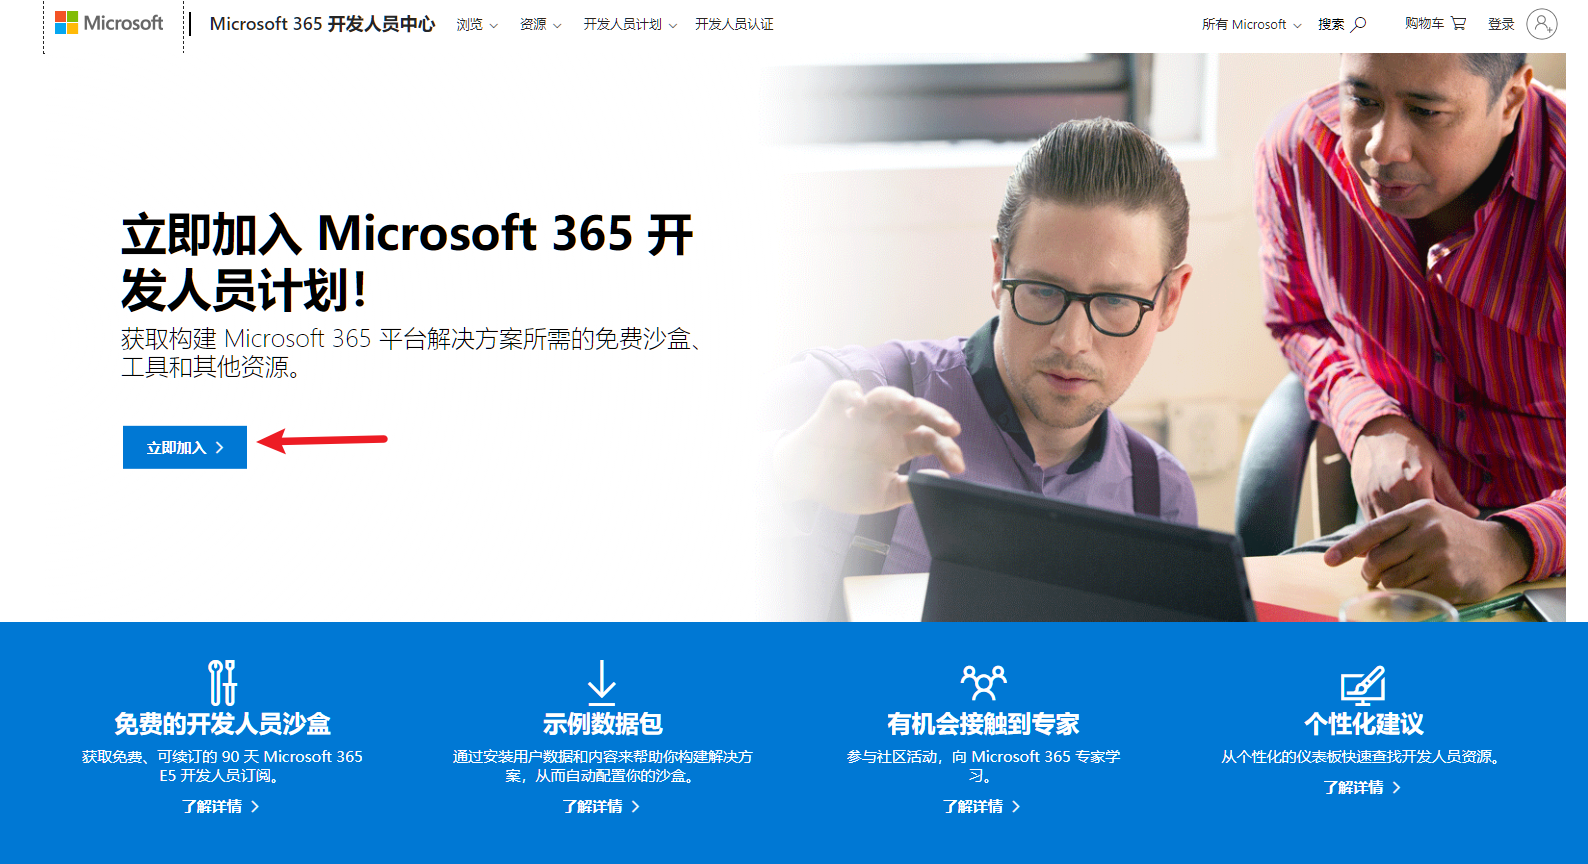 Microsoft
Microsoft 365 开发人员中心
浏览
资源
开发人员计划
开发人员认证
所有 Microsoft
搜索
购物车
登录
立即加入 Microsoft 365 开
发人员计划！
获取构建 Microsoft 365 平台解决方案所需的免费沙盒、
工具和其他资源。
立即加入
免费的开发人员沙盒
获取免费、可续订的 90 天 Microsoft 365
E5 开发人员订阅。
了解详情
示例数据包
通过安装用户数据和内容来帮助你构建解决方
案，从而自动配置你的沙盒。
了解详情
有机会接触到专家
参与社区活动，向 Microsoft 365 专家学
习。
了解详情
个性化建议
从个性化的仪表板快速查找开发人员资源。
了解详情